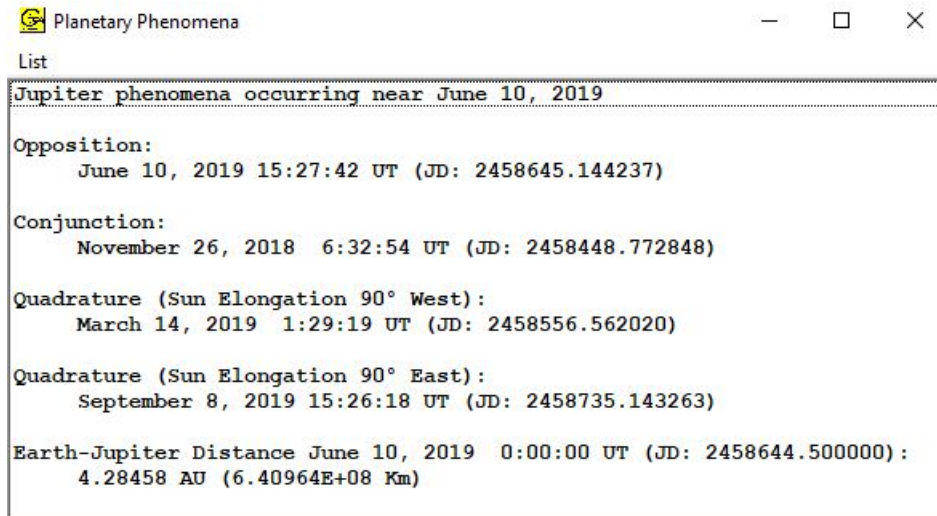 Planetary Phenomena
List
Jupiter phenomena occurring near June 10, 2019
Opposition:
June 10, 2019 15:27:42 UT (JD: 2458645.144237)
Conjunction:
November 26, 2018  6:32:54 UT (JD: 2458448.772848)
Quadrature (Sun Elongation 90° West):
March 14, 2019  1:29:19 UT (JD: 2458556.562020)
Quadrature (Sun Elongation 90° East):
September 8, 2019 15:26:18 UT (JD: 2458735.143263)
Earth-Jupiter Distance June 10, 2019  0:00:00 UT (JD: 2458644.500000):
4.28458 AU (6.40964E+08 Km)